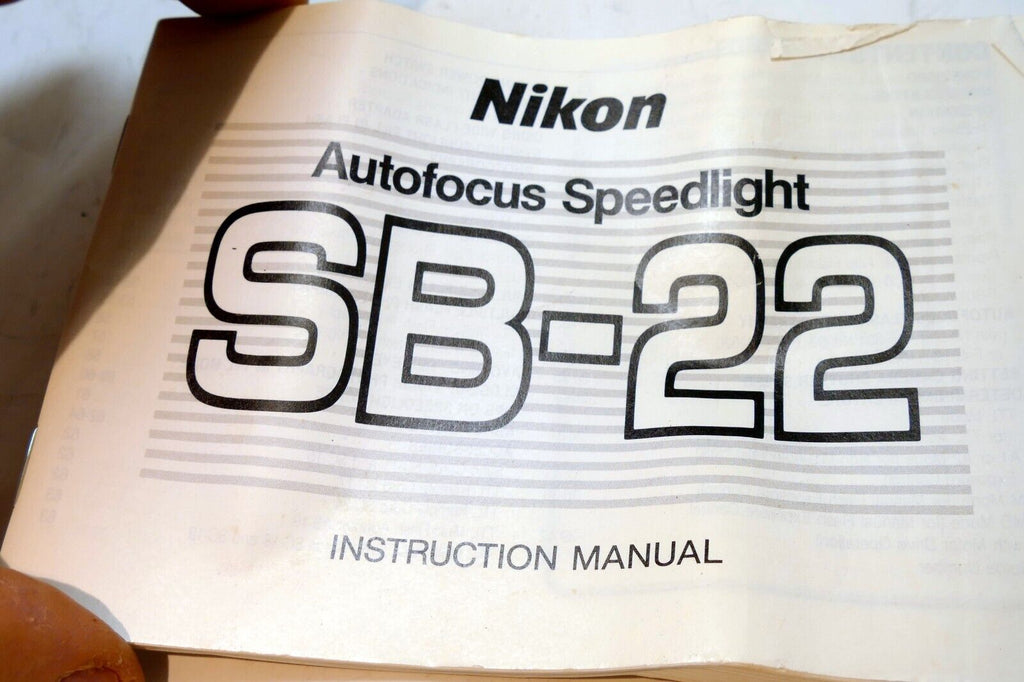 Nikon
Autofocus Speedlight
SB-22
INSTRUCTION MANUAL